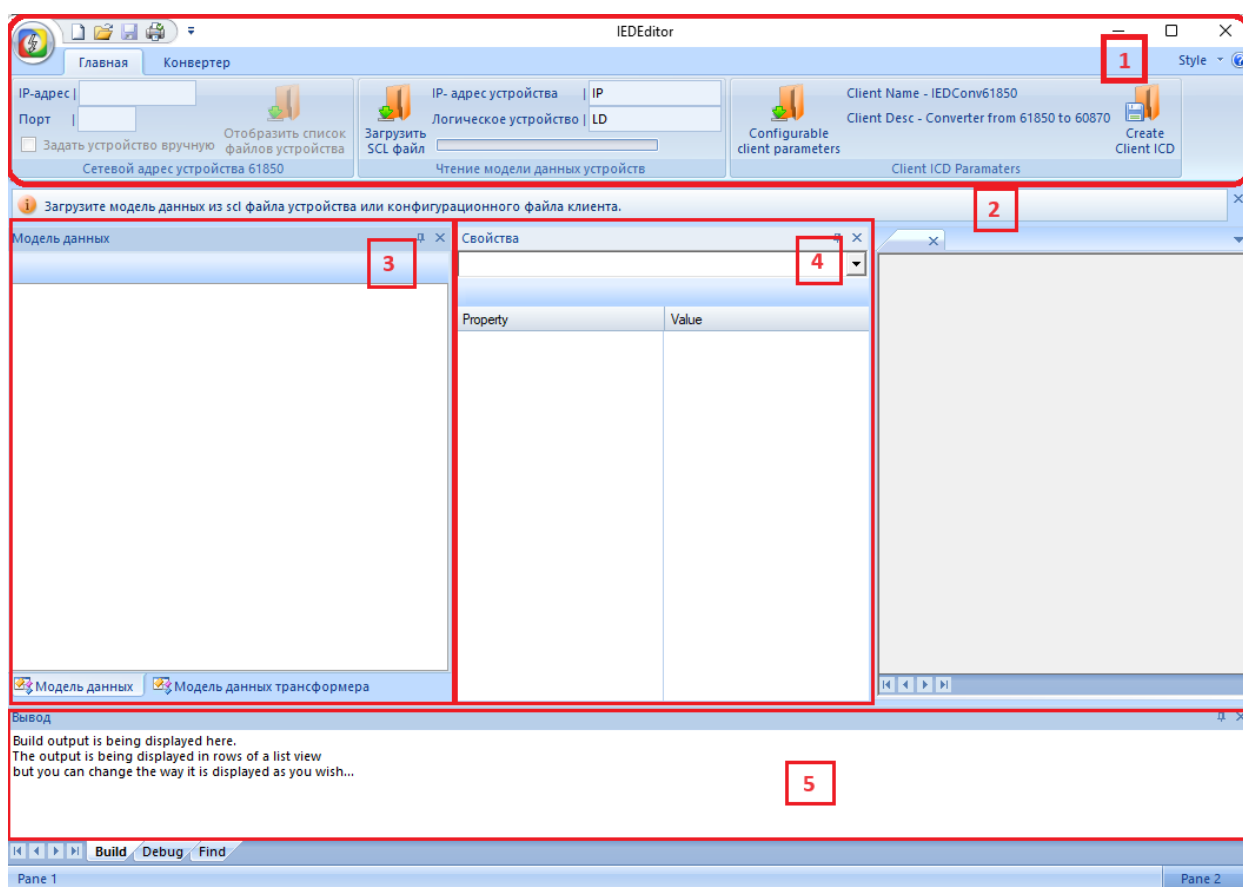 IEDEditor
Главная Конвертер 1 Style
IP-адрес|
Порт |
Задать устройство вручную
Отобразить список
файлов устройства
Сетевой адрес устройства 61850
Загрузить
SCL файл
IP- адрес устройства | IP
Логическое устройство | LD
Чтение модели данных устройств
Configurable
client parameters
Client Name - IEDConv61850
Client Desc - Converter from 61850 to 60870
Create
Client ICD
Client ICD Paramaters
Загрузите модель данных из scl файла устройства или конфигурационного файла клиента. 2
Модель данных 3
Свойства 4
Property Value
Модель данных Модель данных трансформера
Вывод
Build output is being displayed here.
The output is being displayed in rows of a list view
but you can change the way it is displayed as you wish...
5
Build Debug Find
Pane 1 Pane 2